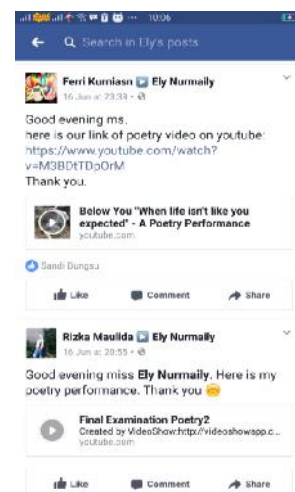 10:06
Search in Ely's posts
Ferri Kurniasn ▶ Ely Nurmaily
16 Jun at 23:39 •
Good evening ms.
here is our link of poetry video on youtube:
https://www.youtube.com/watch?
v=M3BDtTDpOrM
Thank you.
Below You "When life isn't like you
expected" - A Poetry Performance
youtube.com
Sandi Dungsu
Like Comment Share
Rizka Maulida ▶ Ely Nurmaily
16 Jun at 20:55 •
Good evening miss Ely Nurmaily. Here is my
poetry performance. Thank you 😊
Final Examination Poetry2
Created by VideoShow:http://videoshowapp.c...
youtube.com
Like Comment Share